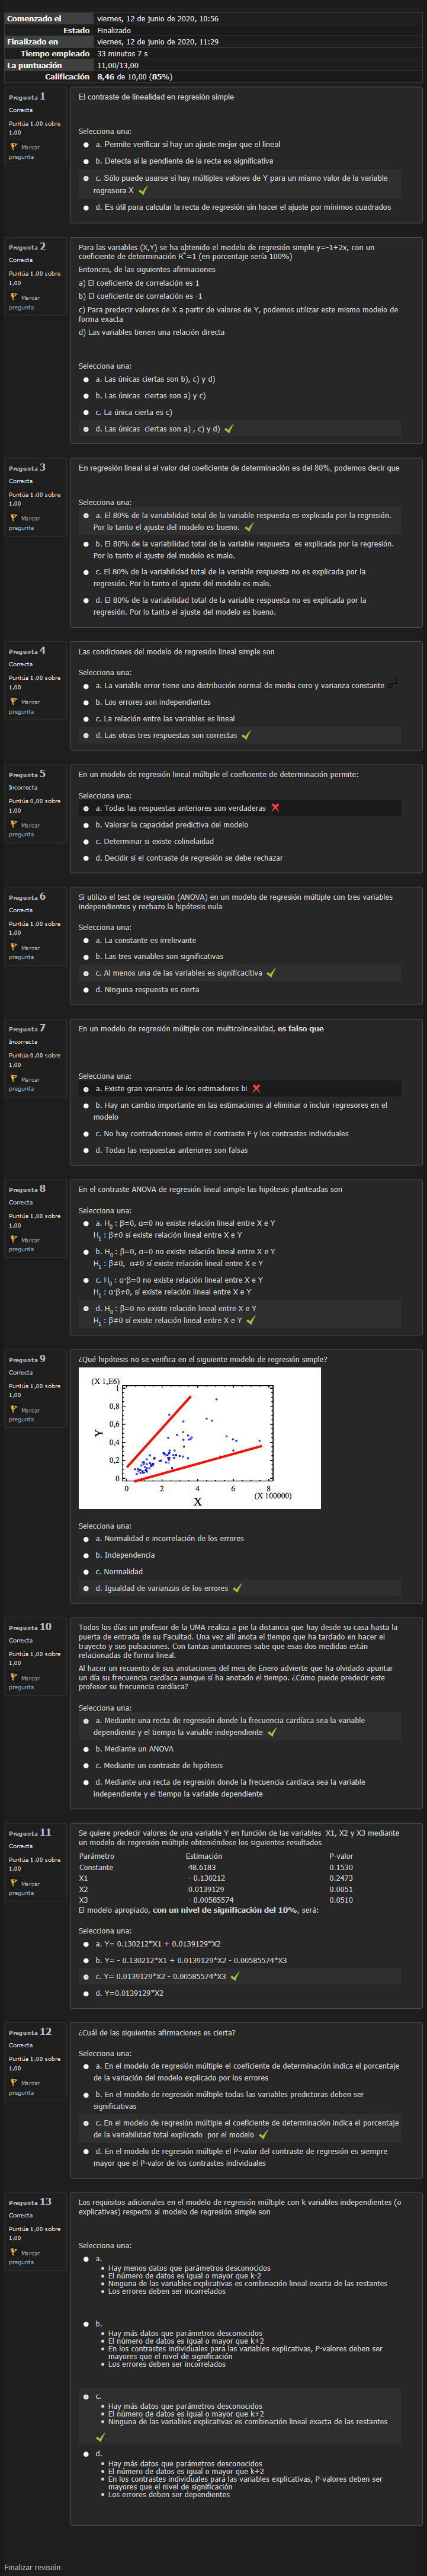 Comenzado el viernes, 12 de junio de 2020, 10:56
Estado Finalizado
Finalizado en viernes, 12 de junio de 2020, 11:29
Tiempo empleado 33 minutos 7 s
La puntuación 11,00/13,00
Calificación 8,46 de 10,00 (85%)
Pregunta 1
Correcta
Puntúa 1,00 sobre
1,00
Marcar
pregunta
El contraste de linealidad en regresión simple
Selecciona una:
a. Permite verificar si hay un ajuste mejor que el lineal
b. Detecta si la pendiente de la recta es significativa
c. Sólo puede usarse si hay múltiples valores de Y para un mismo valor de la variable
regresora X
d. Es útil para calcular la recta de regresión sin hacer el ajuste por mínimos cuadrados
Pregunta 2
Correcta
Puntúa 1,00 sobre
1,00
Marcar
pregunta
Para las variables (X,Y) se ha obtenido el modelo de regresión simple y=-1+2x, con un
coeficiente de determinación R²=1 (en porcentaje sería 100%)
Entonces, de las siguientes afirmaciones
a) El coeficiente de correlación es 1
b) El coeficiente de correlación es -1
c) Para predecir valores de X a partir de valores de Y, podemos utilizar este mismo modelo de
forma exacta
d) Las variables tienen una relación directa
Selecciona una:
a. Las únicas ciertas son b), c) y d)
b. Las únicas ciertas son a) y c)
c. La única cierta es c)
d. Las únicas ciertas son a) , c) y d)
Pregunta 3
Correcta
Puntúa 1,00 sobre
1,00
Marcar
pregunta
En regresión lineal si el valor del coeficiente de determinación es del 80%, podemos decir que
Selecciona una:
a. El 80% de la variabilidad total de la variable respuesta es explicada por la regresión.
Por lo tanto el ajuste del modelo es bueno.
b. El 80% de la variabilidad total de la variable respuesta es explicada por la regresión.
Por lo tanto el ajuste del modelo es malo.
c. El 80% de la variabilidad total de la variable respuesta no es explicada por la
regresión. Por lo tanto el ajuste del modelo es malo.
d. El 80% de la variabilidad total de la variable respuesta no es explicada por la
regresión. Por lo tanto el ajuste del modelo es bueno.
Pregunta 4
Correcta
Puntúa 1,00 sobre
1,00
Marcar
pregunta
Las condiciones del modelo de regresión lineal simple son
Selecciona una:
a. La variable error tiene una distribución normal de media cero y varianza constante σ²
b. Los errores son independientes
c. La relación entre las variables es lineal
d. Las otras tres respuestas son correctas
Pregunta 5
Incorrecta
Puntúa 0,00 sobre
1,00
Marcar
pregunta
En un modelo de regresión lineal múltiple el coeficiente de determinación permite:
Selecciona una:
a. Todas las respuestas anteriores son verdaderas
b. Valorar la capacidad predictiva del modelo
c. Determinar si existe colinelaidad
d. Decidir si el contraste de regresión se debe rechazar
Pregunta 6
Correcta
Puntúa 1,00 sobre
1,00
Marcar
pregunta
Si utilizo el test de regresión (ANOVA) en un modelo de regresión múltiple con tres variables
independientes y rechazo la hipótesis nula
Selecciona una:
a. La constante es irrelevante
b. Las tres variables son significativas
c. Al menos una de las variables es significacitiva
d. Ninguna respuesta es cierta
Pregunta 7
Incorrecta
Puntúa 0,00 sobre
1,00
Marcar
pregunta
En un modelo de regresión múltiple con multicolinealidad, es falso que
Selecciona una:
a. Existe gran varianza de los estimadores bi
b. Hay un cambio importante en las estimaciones al eliminar o incluir regresores en el
modelo
c. No hay contradicciones entre el contraste F y los contrastes individuales
d. Todas las respuestas anteriores son falsas
Pregunta 8
Correcta
Puntúa 1,00 sobre
1,00
Marcar
pregunta
En el contraste ANOVA de regresión lineal simple las hipótesis planteadas son
Selecciona una:
a. H0 : β=0, α=0 no existe relación lineal entre X e Y
H1 : β≠0 sí existe relación lineal entre X e Y
b. H0 : β=0, α=0 no existe relación lineal entre X e Y
H1 : β≠0, α≠0 sí existe relación lineal entre X e Y
c. H0 : α·β=0 no existe relación lineal entre X e Y
H1 : α·β≠0, sí existe relación lineal entre X e Y
d. H0 : β=0 no existe relación lineal entre X e Y
H1 : β≠0 sí existe relación lineal entre X e Y
Pregunta 9
Correcta
Puntúa 1,00 sobre
1,00
Marcar
pregunta
¿Qué hipótesis no se verifica en el siguiente modelo de regresión simple?
(X 1,E6)
1
0,8
0,6
Y
0,4
0,2
0
0 2 4 6 8
X (X 100000)
Selecciona una:
a. Normalidad e incorrelación de los errores
b. Independencia
c. Normalidad
d. Igualdad de varianzas de los errores
Pregunta 10
Correcta
Puntúa 1,00 sobre
1,00
Marcar
pregunta
Todos los días un profesor de la UMA realiza a pie la distancia que hay desde su casa hasta la
puerta de entrada de su Facultad. Una vez allí anota el tiempo que ha tardado en hacer el
trayecto y sus pulsaciones. Con tantas anotaciones sabe que esas dos medidas están
relacionadas de forma lineal.
Al hacer un recuento de sus anotaciones del mes de Enero advierte que ha olvidado apuntar
un día su frecuencia cardíaca aunque sí ha anotado el tiempo. ¿Cómo puede predecir este
profesor su frecuencia cardíaca?
Selecciona una:
a. Mediante una recta de regresión donde la frecuencia cardíaca sea la variable
dependiente y el tiempo la variable independiente
b. Mediante un ANOVA
c. Mediante un contraste de hipótesis
d. Mediante una recta de regresión donde la frecuencia cardíaca sea la variable
independiente y el tiempo la variable dependiente
Pregunta 11
Correcta
Puntúa 1,00 sobre
1,00
Marcar
pregunta
Se quiere predecir valores de una variable Y en función de las variables X1, X2 y X3 mediante
un modelo de regresión múltiple obteniéndose los siguientes resultados
Parámetro Estimación P-valor
Constante 48.6183 0.1530
X1 - 0.130212 0.2473
X2 0.0139129 0.0051
X3 - 0.00585574 0.0510
El modelo apropiado, con un nivel de significación del 10%, será:
Selecciona una:
a. Y= 0.130212*X1 + 0.0139129*X2
b. Y= - 0.130212*X1 + 0.0139129*X2 - 0.00585574*X3
c. Y= 0.0139129*X2 - 0.00585574*X3
d. Y=0.0139129*X2
Pregunta 12
Correcta
Puntúa 1,00 sobre
1,00
Marcar
pregunta
¿Cuál de las siguientes afirmaciones es cierta?
Selecciona una:
a. En el modelo de regresión múltiple el coeficiente de determinación indica el porcentaje
de la variación del modelo explicado por los errores
b. En el modelo de regresión múltiple todas las variables predictoras deben ser
significativas
c. En el modelo de regresión múltiple el coeficiente de determinación indica el porcentaje
de la variabilidad total explicado por el modelo
d. En el modelo de regresión múltiple el P-valor del contraste de regresión es siempre
mayor que el P-valor de los contrastes individuales
Pregunta 13
Correcta
Puntúa 1,00 sobre
1,00
Marcar
pregunta
Los requisitos adicionales en el modelo de regresión múltiple con k variables independientes (o
explicativas) respecto al modelo de regresión simple son
Selecciona una:
a.
Hay menos datos que parámetros desconocidos
El número de datos es igual o mayor que k-2
Ninguna de las variables explicativas es combinación lineal exacta de las restantes
Los errores deben ser incorrelados
b.
Hay más datos que parámetros desconocidos
El número de datos es igual o mayor que k+2
En los contrastes individuales para las variables explicativas, P-valores deben ser
mayores que el nivel de significación
Los errores deben ser incorrelados
c.
Hay más datos que parámetros desconocidos
El número de datos es igual o mayor que k+2
Ninguna de las variables explicativas es combinación lineal exacta de las restantes
d.
Hay más datos que parámetros desconocidos
El número de datos es igual o mayor que k+2
En los contrastes individuales para las variables explicativas, P-valores deben ser
mayores que el nivel de significación
Los errores deben ser dependientes
Finalizar revisión